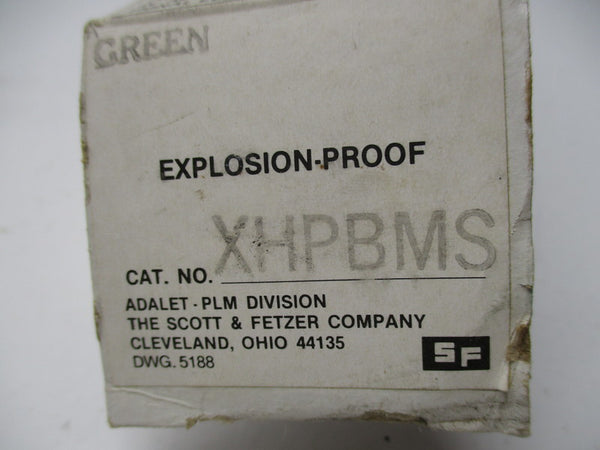 GREEN
EXPLOSION-PROOF
CAT. NO. XHPBMS
ADALET-PLM DIVISION
THE SCOTT & FETZER COMPANY
CLEVELAND, OHIO 44135
DWG. 5188
SF